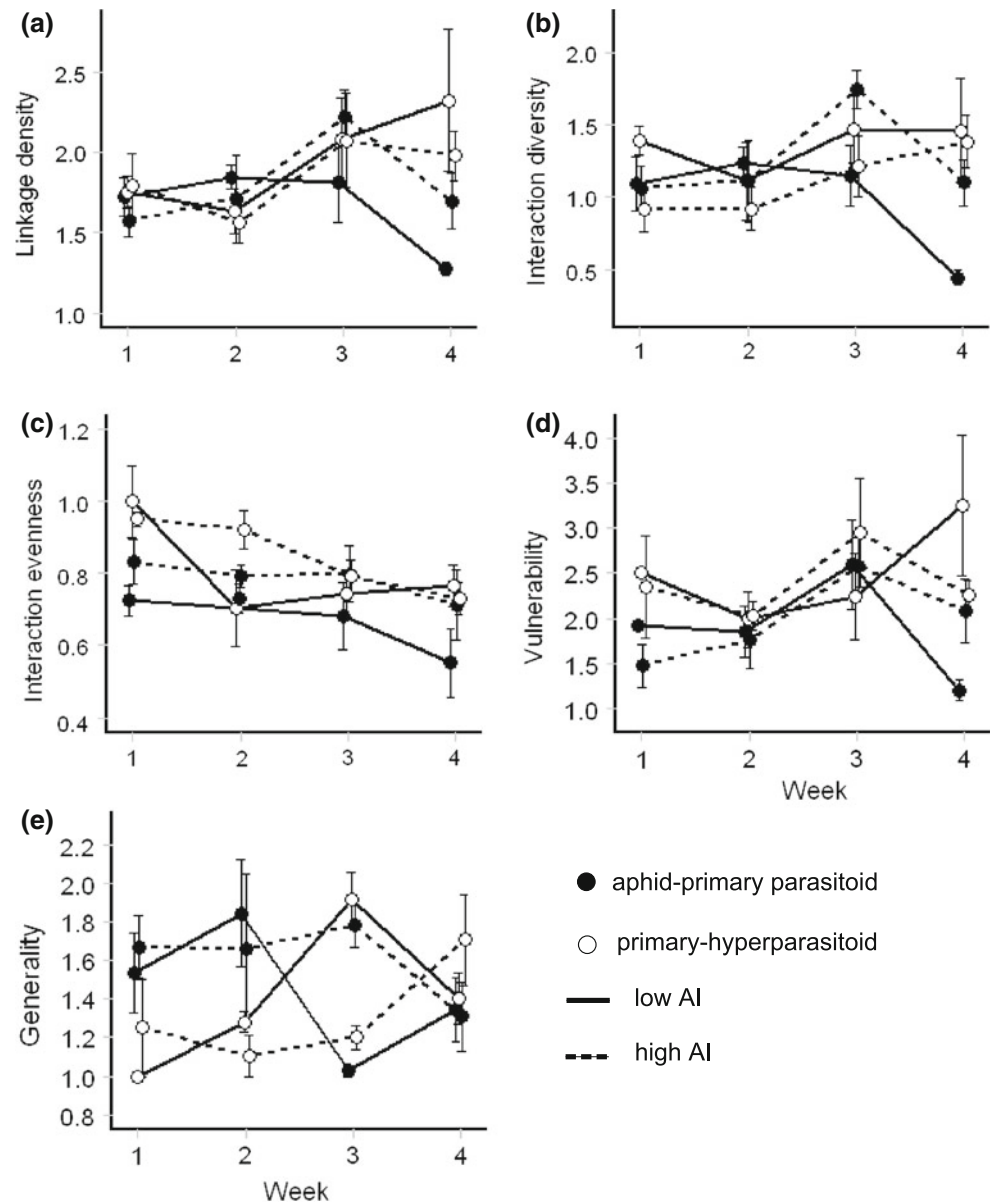 (a)
Linkage density
2.5
2.0
1.5
1.0
1 2 3 4
(b)
Interaction diversity
2.0
1.5
1.0
0.5
1 2 3 4
(c)
Interaction evenness
1.2
1.0
0.8
0.6
0.4
1 2 3 4
(d)
Vulnerability
4.0
3.5
3.0
2.5
2.0
1.5
1.0
1 2 3 4
Week
(e)
Generality
2.2
2.0
1.8
1.6
1.4
1.2
1.0
0.8
1 2 3 4
Week
aphid-primary parasitoid
primary-hyperparasitoid
low AI
high AI